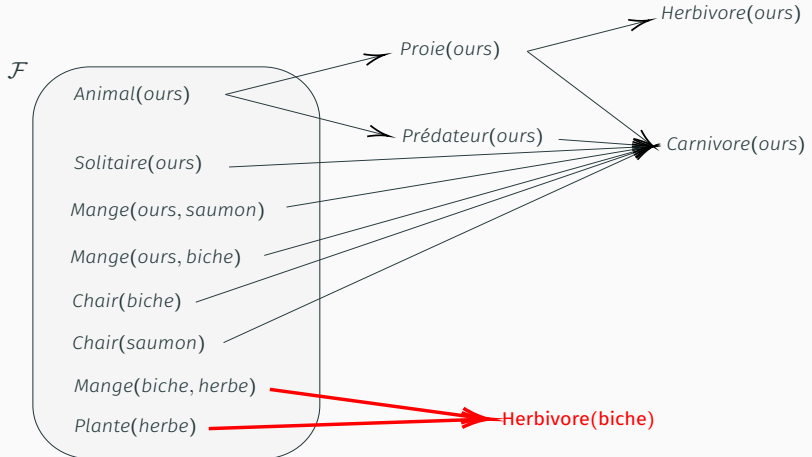 Herbivore(ours)
Proie(ours)
ℱ
Animal(ours)
Prédateur(ours)
Carnivore(ours)
Solitaire(ours)
Mange(ours, saumon)
Mange(ours, biche)
Chair(biche)
Chair(saumon)
Mange(biche, herbe)
Plante(herbe)
Herbivore(biche)